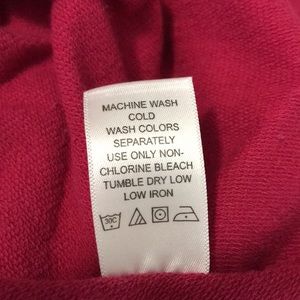 MACHINE WASH
COLD
WASH COLORS
SEPARATELY
USE ONLY NON-
CHLORINE BLEACH
TUMBLE DRY LOW
LOW IRON
30C